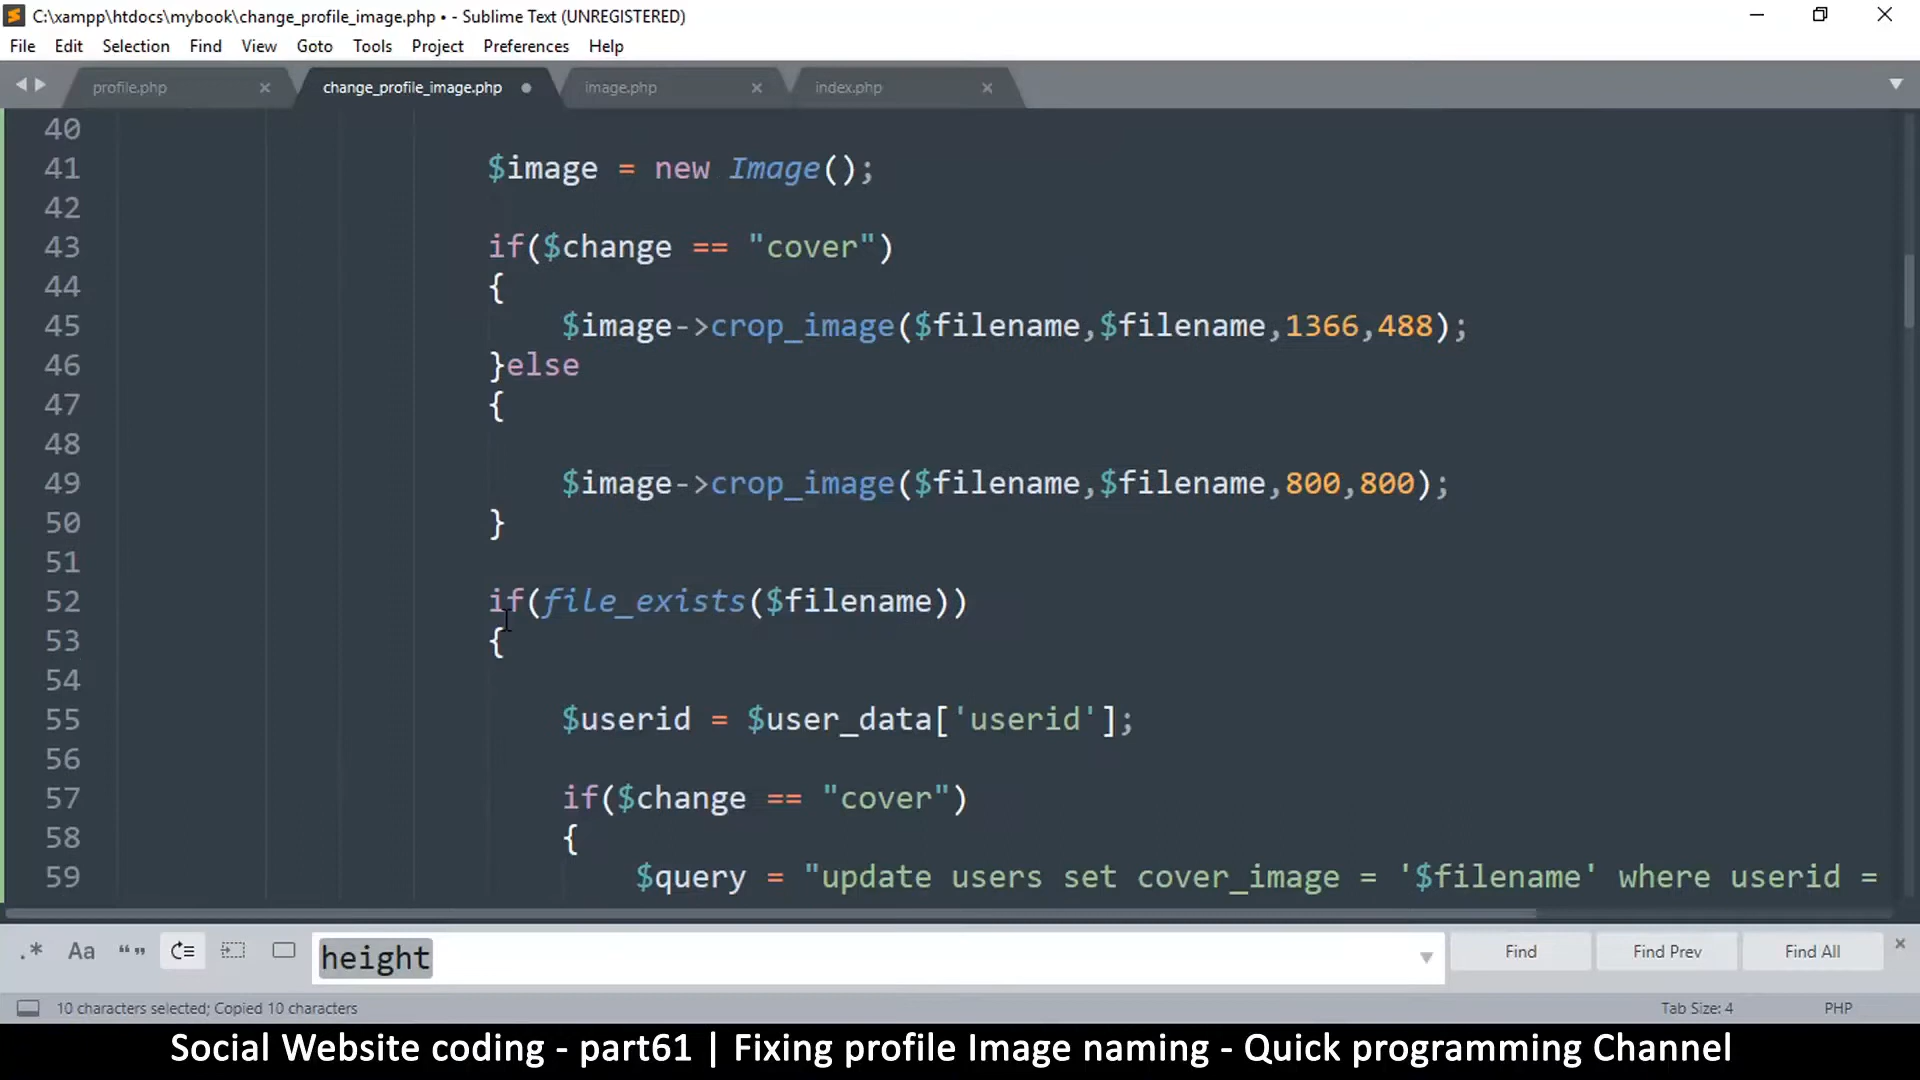 C:\xampp\htdocs\mybook\change_profile_image.php • - Sublime Text (UNREGISTERED)
File Edit Selection Find View Goto Tools Project Preferences Help
profile.php change_profile_image.php image.php index.php
40
41 $image = new Image();
42
43 if($change == "cover")
44 {
45 $image->crop_image($filename,$filename,1366,488);
46 }else
47 {
48
49 $image->crop_image($filename,$filename,800,800);
50 }
51
52 if(file_exists($filename))
53 {
54
55 $userid = $user_data['userid'];
56
57 if($change == "cover")
58 {
59 $query = "update users set cover_image = '$filename' where userid =
.* Aa “” height Find Find Prev Find All
10 characters selected; Copied 10 characters Tab Size: 4 PHP
Social Website coding - part61 | Fixing profile Image naming - Quick programming Channel